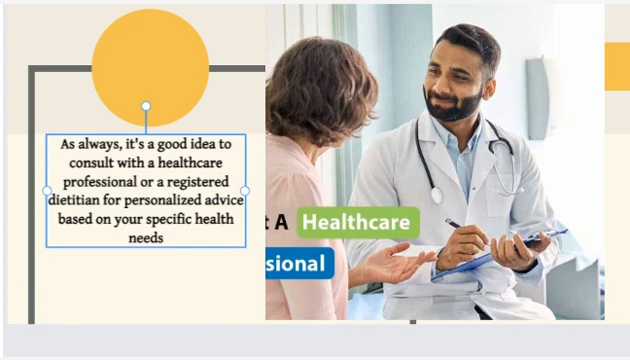 As always, it's a good idea to
consult with a healthcare
professional or a registered
dietitian for personalized advice
based on your specific health
needs
A Healthcare